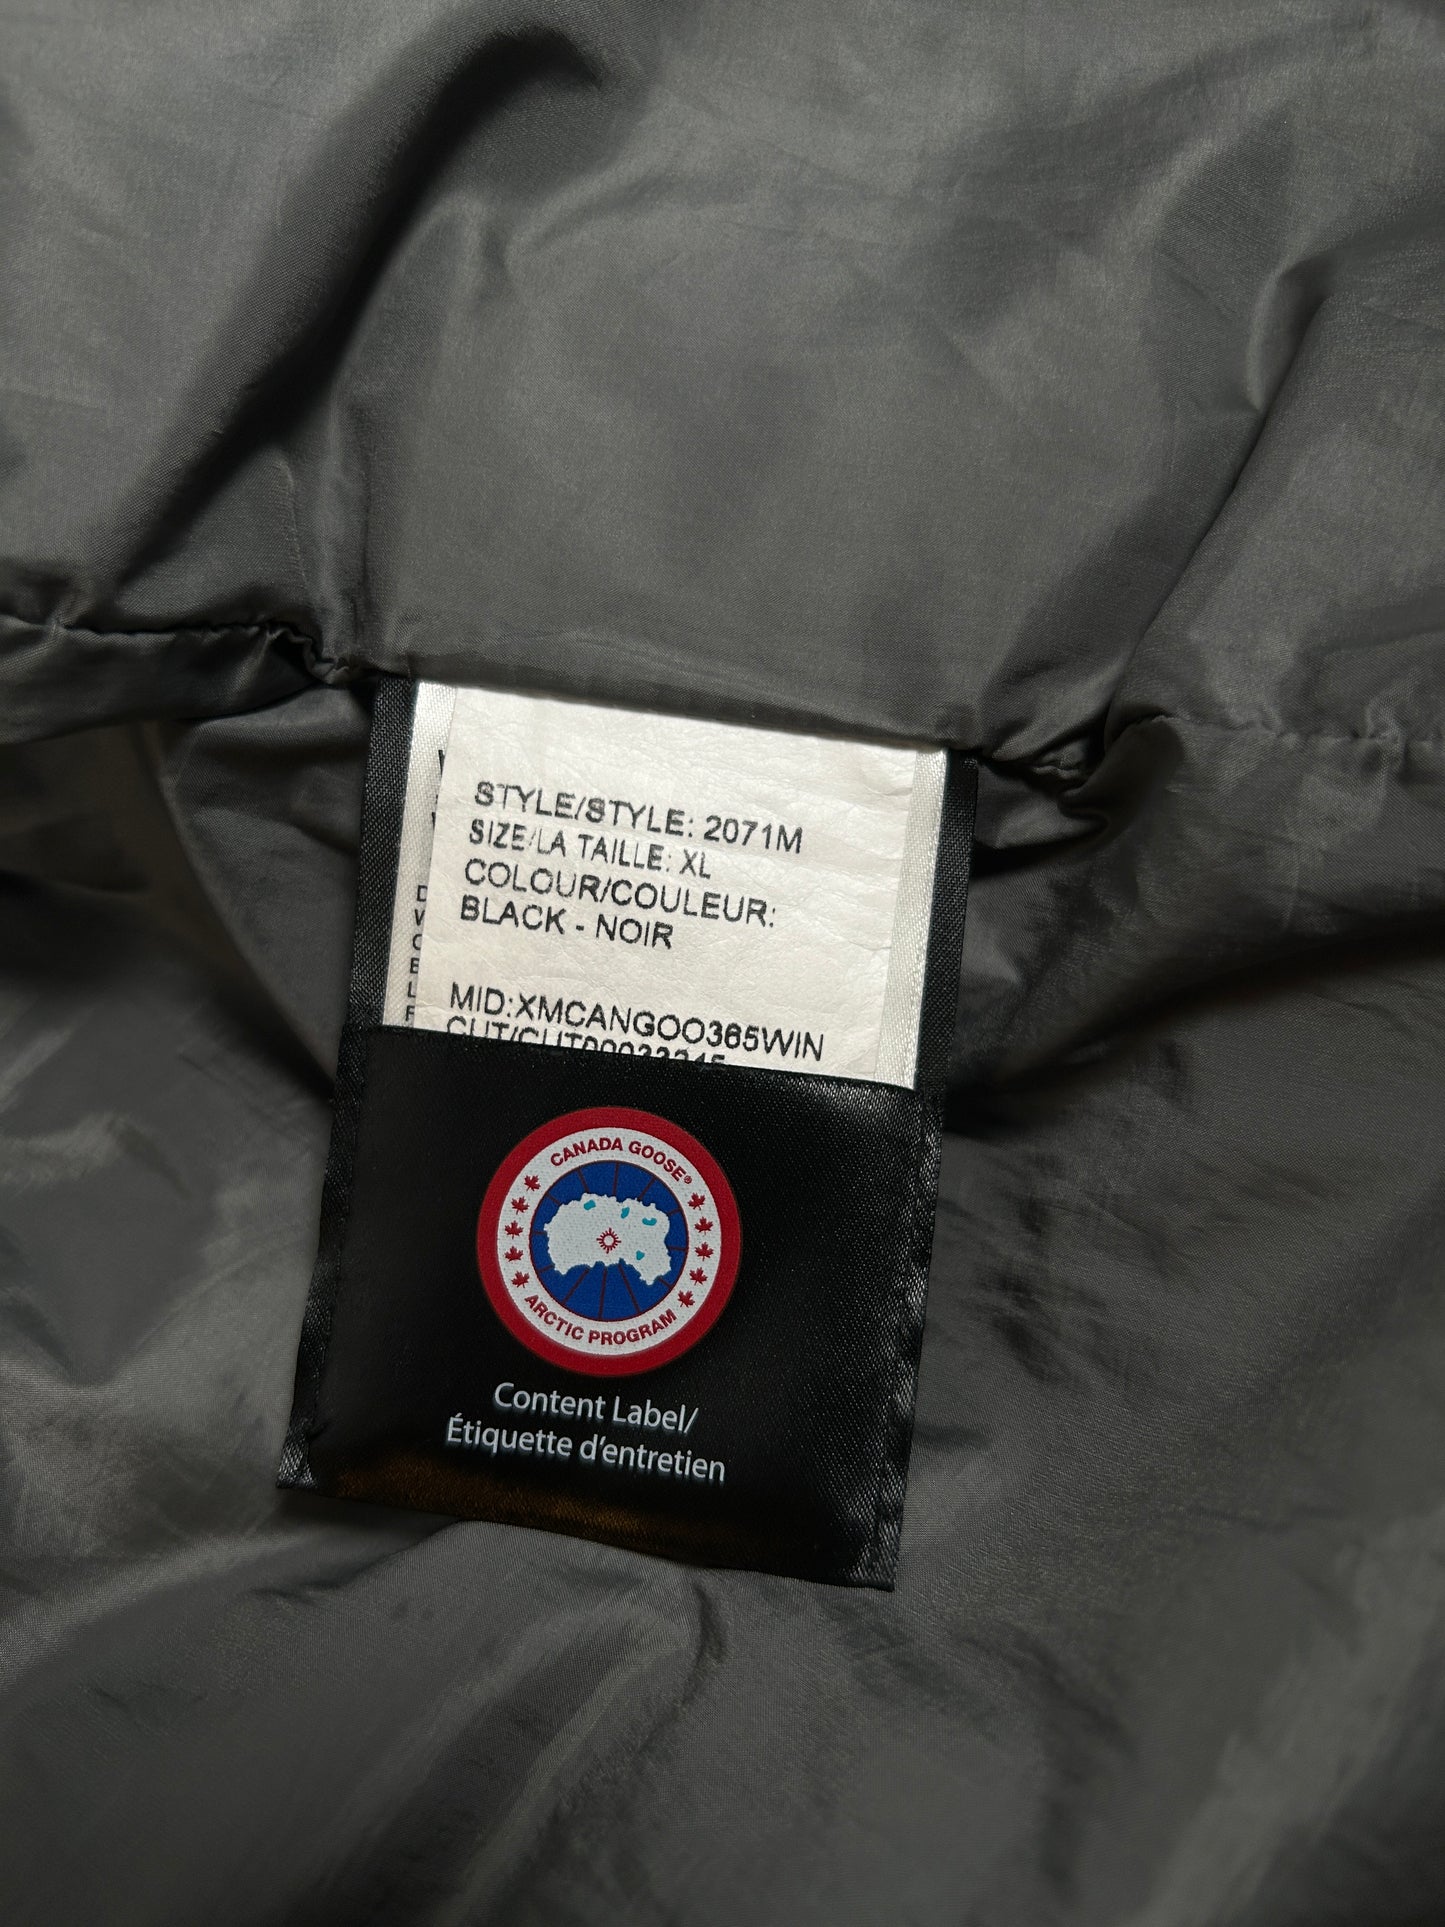 STYLE/STYLE: 2071M
SIZE/LA TAILLE: XL
COLOUR/COULEUR:
BLACK - NOIR
MID:XMCANGOO365WIN
CANADA GOOSE®
ARCTIC PROGRAM
Content Label/
Étiquette d'entretien